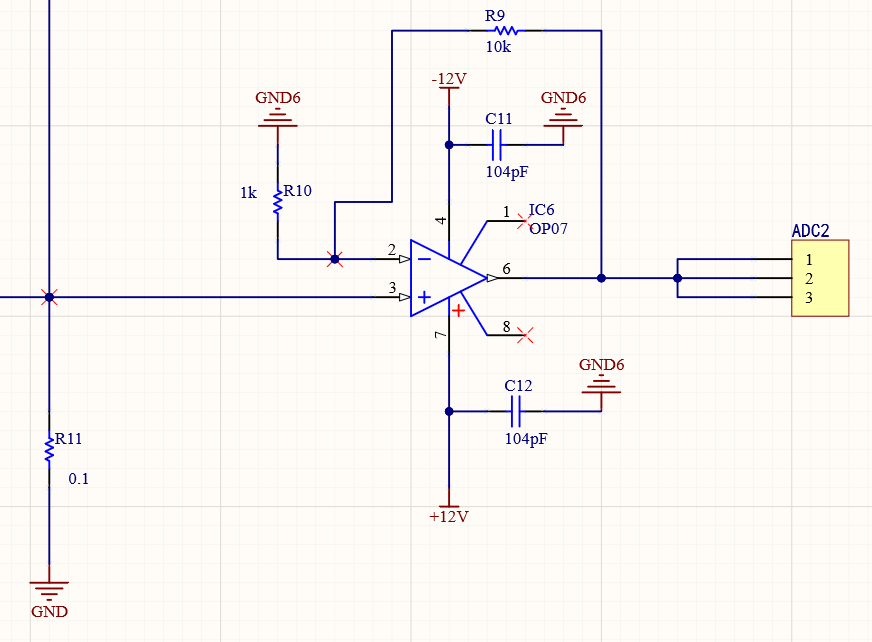 R9
10k
-12V
GND6
GND6
C11
104pF
1k
R10
4
1
IC6
OP07
ADC2
2
6
1
2
3
3
8
7
GND6
C12
104pF
R11
0.1
+12V
GND